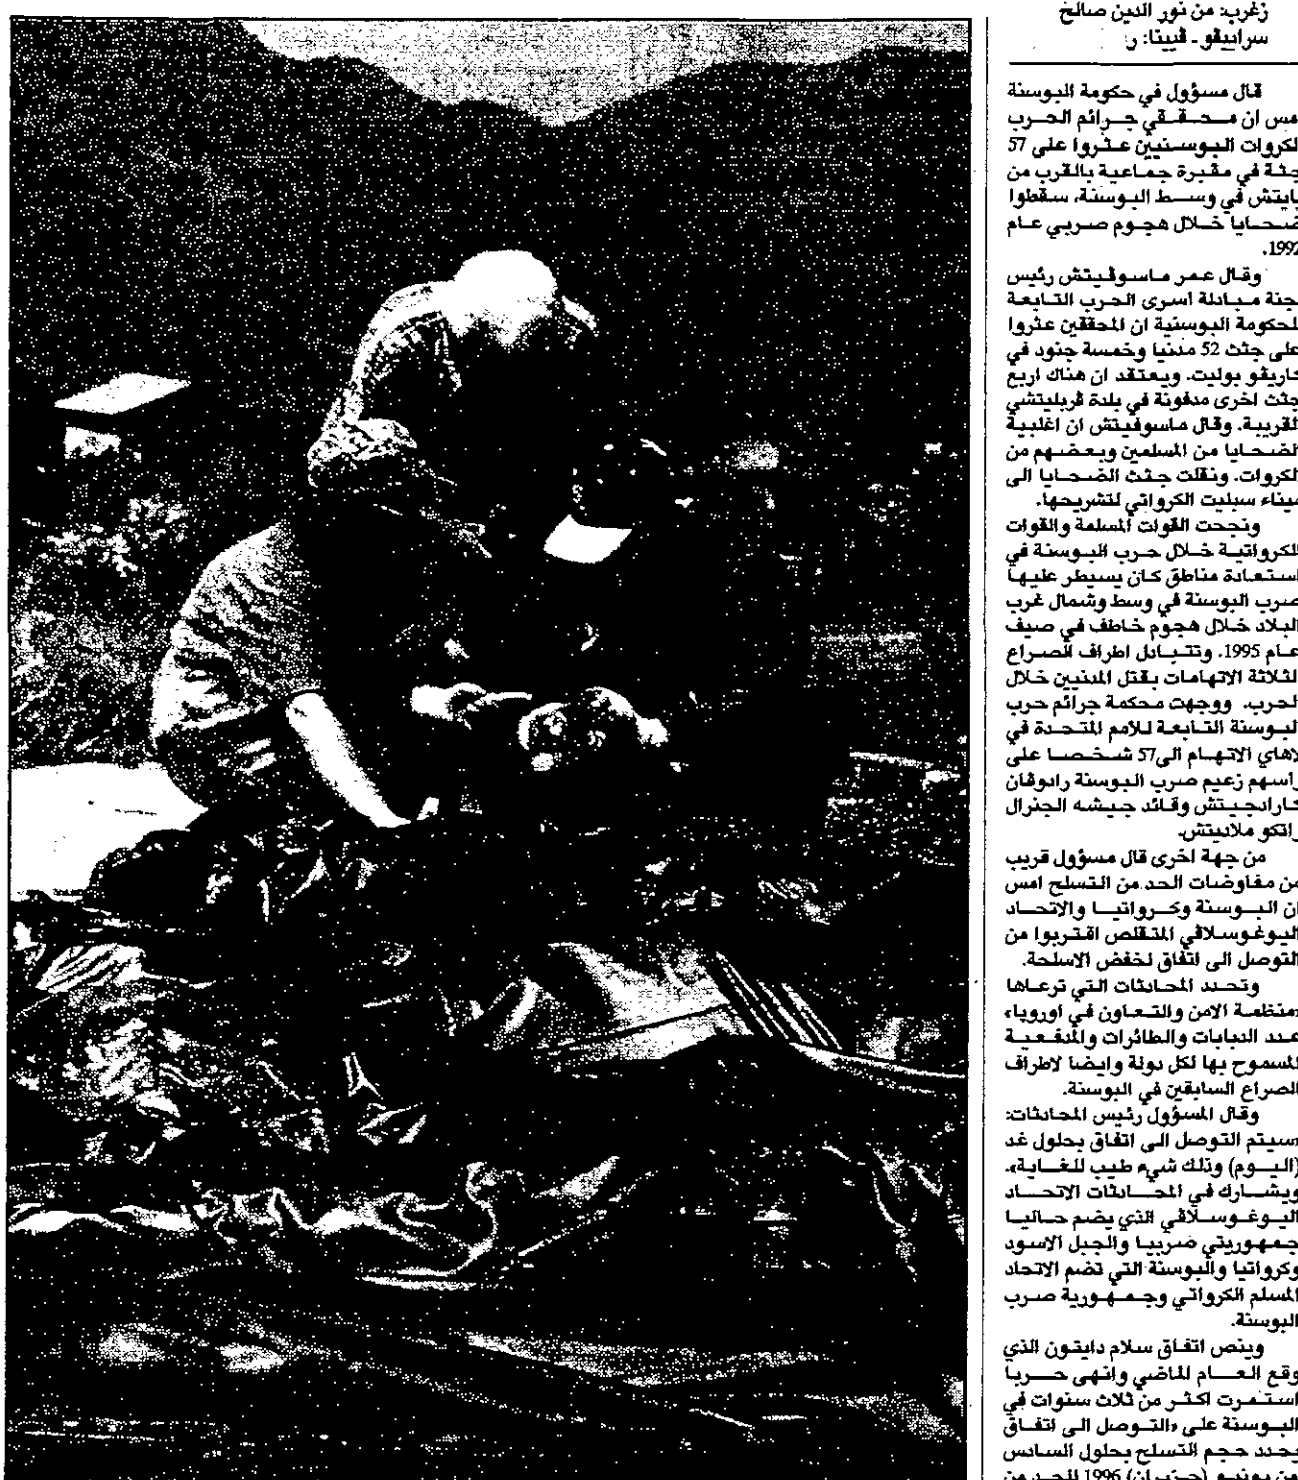 زغرب: من نور الدين صالح
سراييڤو ـ ڤيينا: ر
قال مسؤول في حكومة البوسنة
امس ان محققي جرائم الحرب
الكروات البوسنيين عثروا على 57
جثة في مقبرة جماعية بالقرب من
يايتش في وسط البوسنة، سقطوا
ضحايا خلال هجوم صربي عام
1992.
وقال عمر ماسوڤيتش رئيس
لجنة مبادلة اسرى الحرب التابعة
للحكومة البوسنية ان المحققين عثروا
على جثث 52 مدنيا وخمسة جنود في
كاريڤو بوليت. ويعتقد ان هناك اربع
جثث اخرى مدفونة في بلدة ڤربليتشي
القريبة. وقال ماسوڤيتش ان اغلبية
الضحايا من المسلمين وبعضهم من
الكروات. ونقلت جثث الضحايا الى
ميناء سبليت الكرواتي لتشريحها.
ونجحت القوات المسلمة والقوات
الكرواتية خلال حرب البوسنة في
استعادة مناطق كان يسيطر عليها
صرب البوسنة في وسط وشمال غرب
البلاد خلال هجوم خاطف في صيف
عام 1995. وتتبادل اطراف الصراع
الثلاثة الاتهامات بقتل المدنيين خلال
الحرب. ووجهت محكمة جرائم حرب
البوسنة التابعة للامم المتحدة في
لاهاي الاتهام الى57 شخصا على
راسهم زعيم صرب البوسنة رادوڤان
كارادجيتش وقائد جيشه الجنرال
راتكو ملاديتش.
من جهة اخرى قال مسؤول قريب
من مفاوضات الحد من التسلح امس
ان البوسنة وكرواتيا والاتحاد
اليوغوسلاڤي المتقلص اقتربوا من
التوصل الى اتفاق لخفض الاسلحة.
وتحدد المحادثات التي ترعاها
«منظمة الامن والتعاون في اوروبا»
عدد الدبابات والطائرات والمدفعية
المسموح بها لكل دولة وايضا لاطراف
الصراع السابقين في البوسنة.
وقال المسؤول رئيس المحادثات:
«سيتم التوصل الى اتفاق بحلول غد
(اليوم) وذلك شيء طيب للغاية».
ويشارك في المحادثات الاتحاد
اليوغوسلاڤي الذي يضم حاليا
جمهوريتي صربيا والجبل الاسود
وكرواتيا والبوسنة التي تضم الاتحاد
المسلم الكرواتي وجمهورية صرب
البوسنة.
وينص اتفاق سلام دايتون الذي
وقع العام الماضي وانهى حربا
استمرت اكثر من ثلاث سنوات في
البوسنة على «التوصل الى اتفاق
يحدد حجم التسلح بحلول السادس
من يونيو (حزيران) 1996 للحد من